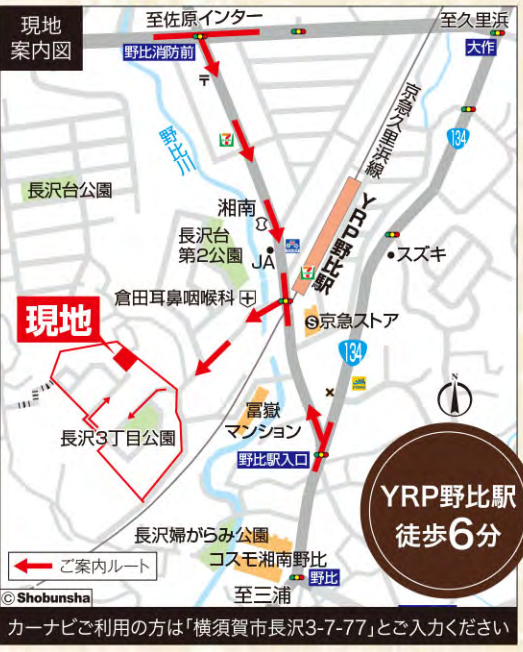 現地
案内図
至佐原インター
至久里浜
野比消防前
大作
〒
野比川
京急久里浜線
134
7
長沢台公園
湘南
YRP野比駅
長沢台
第2公園
JA
スズキ
7
倉田耳鼻咽喉科
S京急ストア
現地
134
N
長沢3丁目公園
冨嶽
マンション
野比駅入口
YRP野比駅
徒歩6分
長沢婦がらみ公園
コスモ湘南野比
野比
ご案内ルート
至三浦
© Shobunsha
カーナビご利用の方は「横須賀市長沢3-7-77」とご入力ください